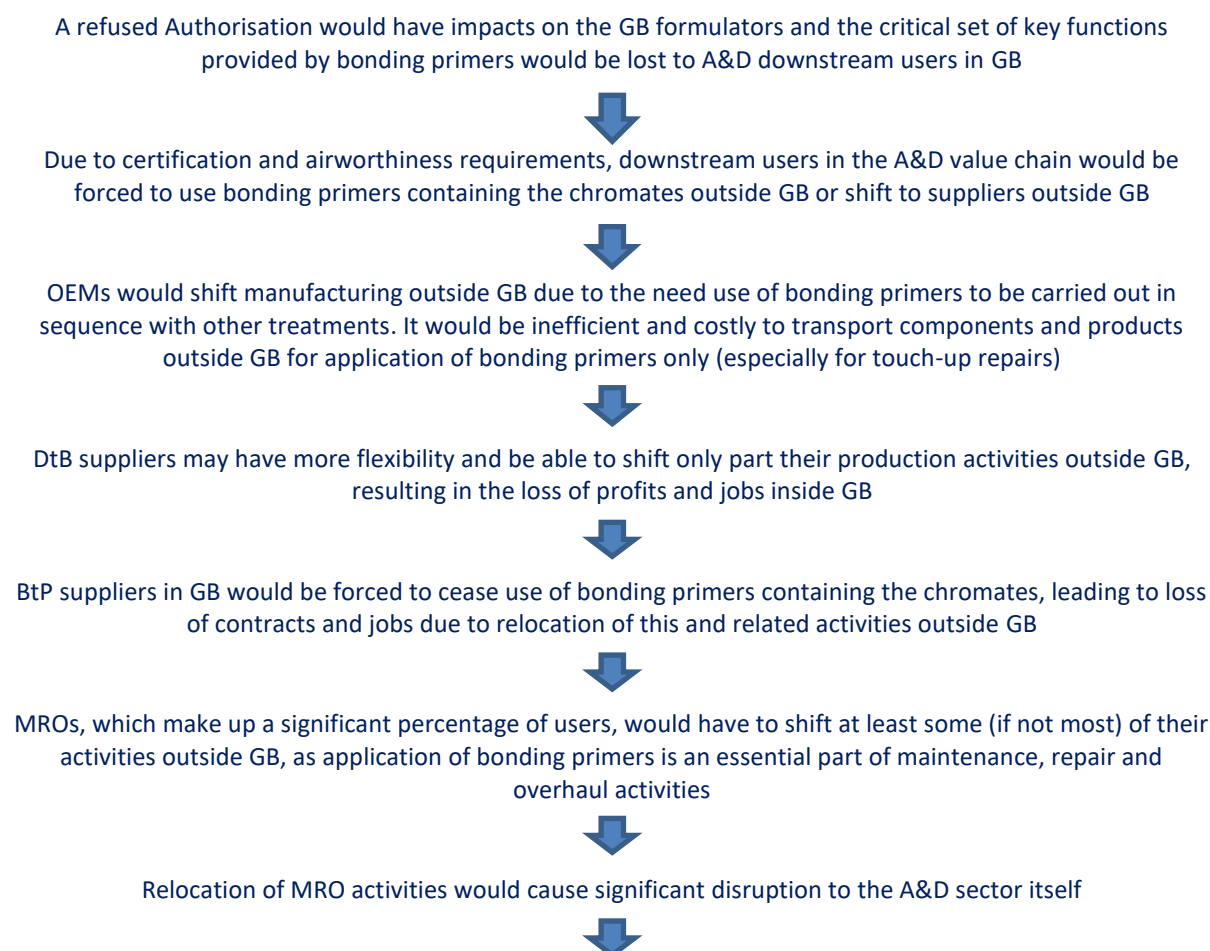 A refused Authorisation would have impacts on the GB formulators and the critical set of key functions
provided by bonding primers would be lost to A&D downstream users in GB
Due to certification and airworthiness requirements, downstream users in the A&D value chain would be
forced to use bonding primers containing the chromates outside GB or shift to suppliers outside GB
OEMs would shift manufacturing outside GB due to the need use of bonding primers to be carried out in
sequence with other treatments. It would be inefficient and costly to transport components and products
outside GB for application of bonding primers only (especially for touch-up repairs)
DtB suppliers may have more flexibility and be able to shift only part their production activities outside GB,
resulting in the loss of profits and jobs inside GB
BtP suppliers in GB would be forced to cease use of bonding primers containing the chromates, leading to loss
of contracts and jobs due to relocation of this and related activities outside GB
MROs, which make up a significant percentage of users, would have to shift at least some (if not most) of their
activities outside GB, as application of bonding primers is an essential part of maintenance, repair and
overhaul activities
Relocation of MRO activities would cause significant disruption to the A&D sector itself